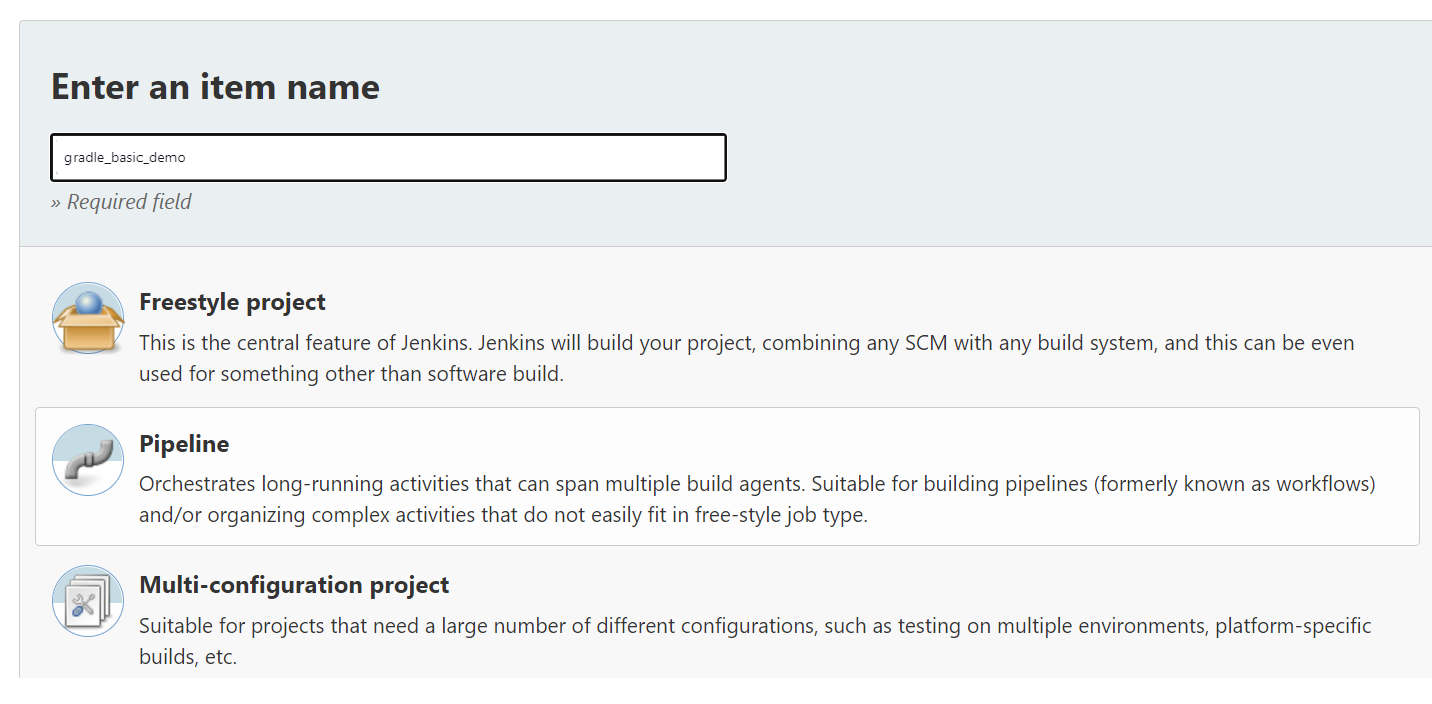 Enter an item name
gradle_basic_demo
» Required field
Freestyle project
This is the central feature of Jenkins. Jenkins will build your project, combining any SCM with any build system, and this can be even
used for something other than software build.
Pipeline
Orchestrates long-running activities that can span multiple build agents. Suitable for building pipelines (formerly known as workflows)
and/or organizing complex activities that do not easily fit in free-style job type.
Multi-configuration project
Suitable for projects that need a large number of different configurations, such as testing on multiple environments, platform-specific
builds, etc.